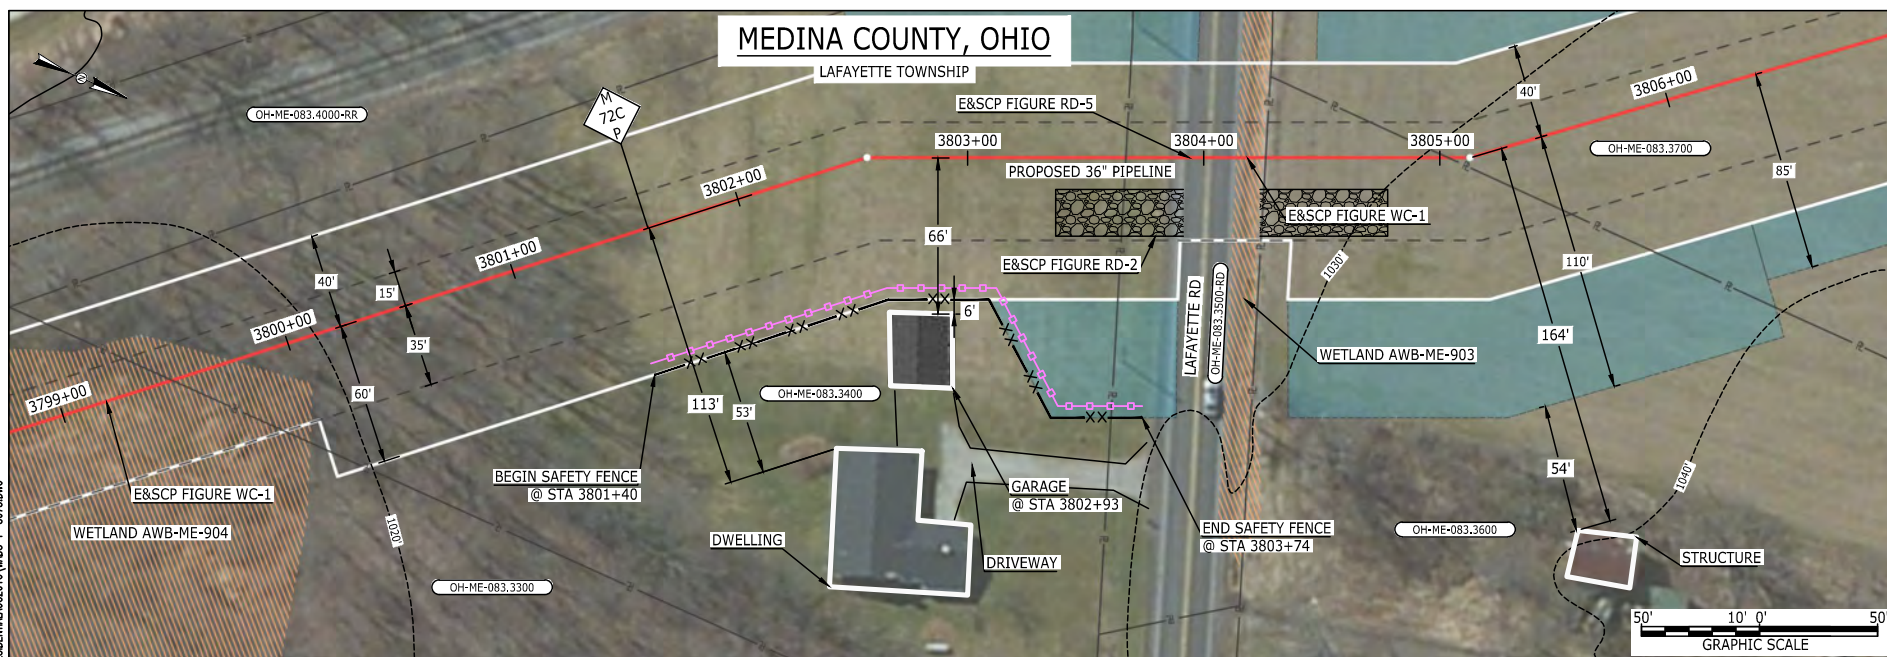 MEDINA COUNTY, OHIO
LAFAYETTE TOWNSHIP
N
OH-ME-083.4000-RR
M
72C
P
E&SCP FIGURE RD-5
3806+00
40'
3803+00
3804+00
3805+00
OH-ME-083.3700
PROPOSED 36" PIPELINE
85'
3802+00
E&SCP FIGURE WC-1
66'
3801+00
E&SCP FIGURE RD-2
1030'
110'
40'
15'
LAFAYETTE RD
OH-ME-083.3500-RD
6'
3800+00
35'
164'
WETLAND AWB-ME-903
3799+00
60'
OH-ME-083.3400
113'
53'
BEGIN SAFETY FENCE
@ STA 3801+40
GARAGE
@ STA 3802+93
54'
1040'
E&SCP FIGURE WC-1
WETLAND AWB-ME-904
1020'
END SAFETY FENCE
@ STA 3803+74
OH-ME-083.3600
DWELLING
DRIVEWAY
STRUCTURE
OH-ME-083.3300
50'
10'
0'
50'
GRAPHIC SCALE